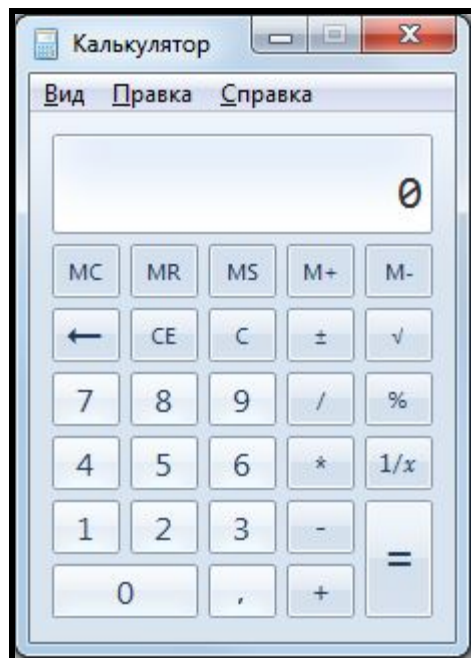 Калькулятор
Вид Правка Справка
0
MC MR MS M+ M-
← CE C ± √
7 8 9 / %
4 5 6 * 1/x
1 2 3 - =
0 , +